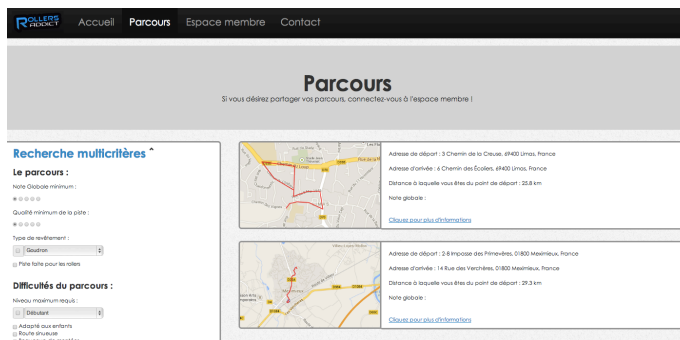 ROLLERS
ADDICT
Accueil
Parcours
Espace membre
Contact
Parcours
Si vous désirez partager vos parcours, connectez-vous à l'espace membre !
Recherche multicritères ˆ
Le parcours :
Note Globale minimum :
Qualité minimum de la piste :
Type de revêtement :
Goudron
Piste faite pour les rollers
Difficultés du parcours :
Niveau maximum requis :
Débutant
Adapté aux enfants
Route sinueuse
Adresse de départ : 3 Chemin de la Creuse, 69400 Limas, France
Adresse d'arrivée : 6 Chemin des Écoliers, 69400 Limas, France
Distance à laquelle vous êtes du point de départ : 25.8 km
Note globale :
Cliquez pour plus d'informations
Adresse de départ : 2-8 Impasse des Primevères, 01800 Meximieux, France
Adresse d'arrivée : 14 Rue des Verchères, 01800 Meximieux, France
Distance à laquelle vous êtes du point de départ : 29.3 km
Note globale :
Cliquez pour plus d'informations